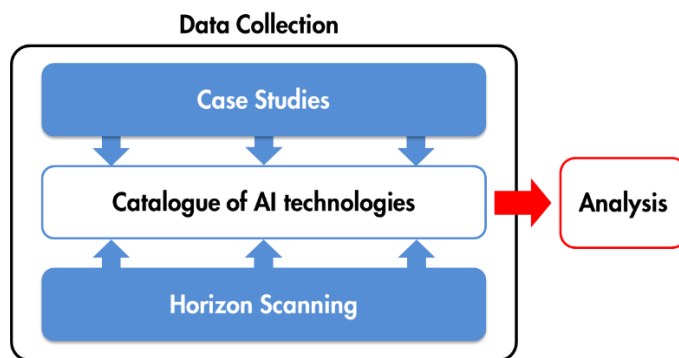 Data Collection
Case Studies
Catalogue of AI technologies
Analysis
Horizon Scanning